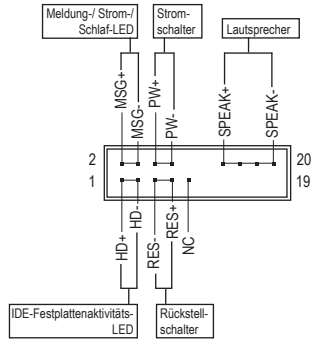 Meldung-/ Strom-/
Schlaf-LED
Strom-
schalter
Lautsprecher
MSG+
MSG-
PW+
PW-
SPEAK+
SPEAK-
2
20
1
19
HD+
HD-
RES-
RES+
NC
IDE-Festplattenaktivitäts-
LED
Rückstell-
schalter